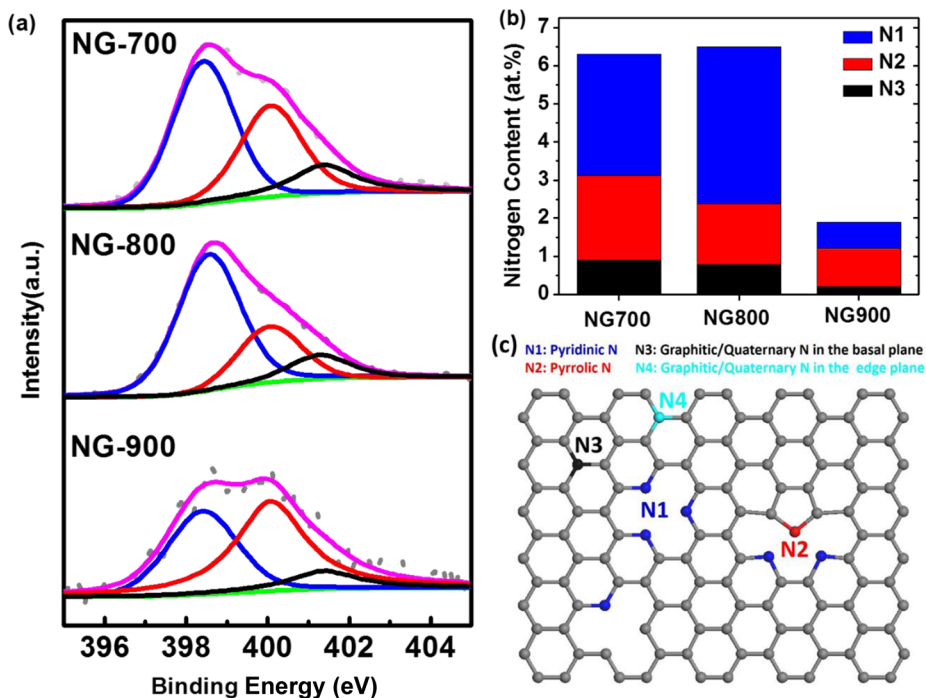 (a)
NG-700
NG-800
NG-900
Intensity(a.u.)
396 398 400 402 404
Binding Energy (eV)
(b)
Nitrogen Content (at.%)
7
6
5
4
3
2
1
0
N1
N2
N3
NG700 NG800 NG900
(c)
N1: Pyridinic N N3: Graphitic/Quaternary N in the basal plane
N2: Pyrrolic N N4: Graphitic/Quaternary N in the edge plane
N4
N3
N1
N2